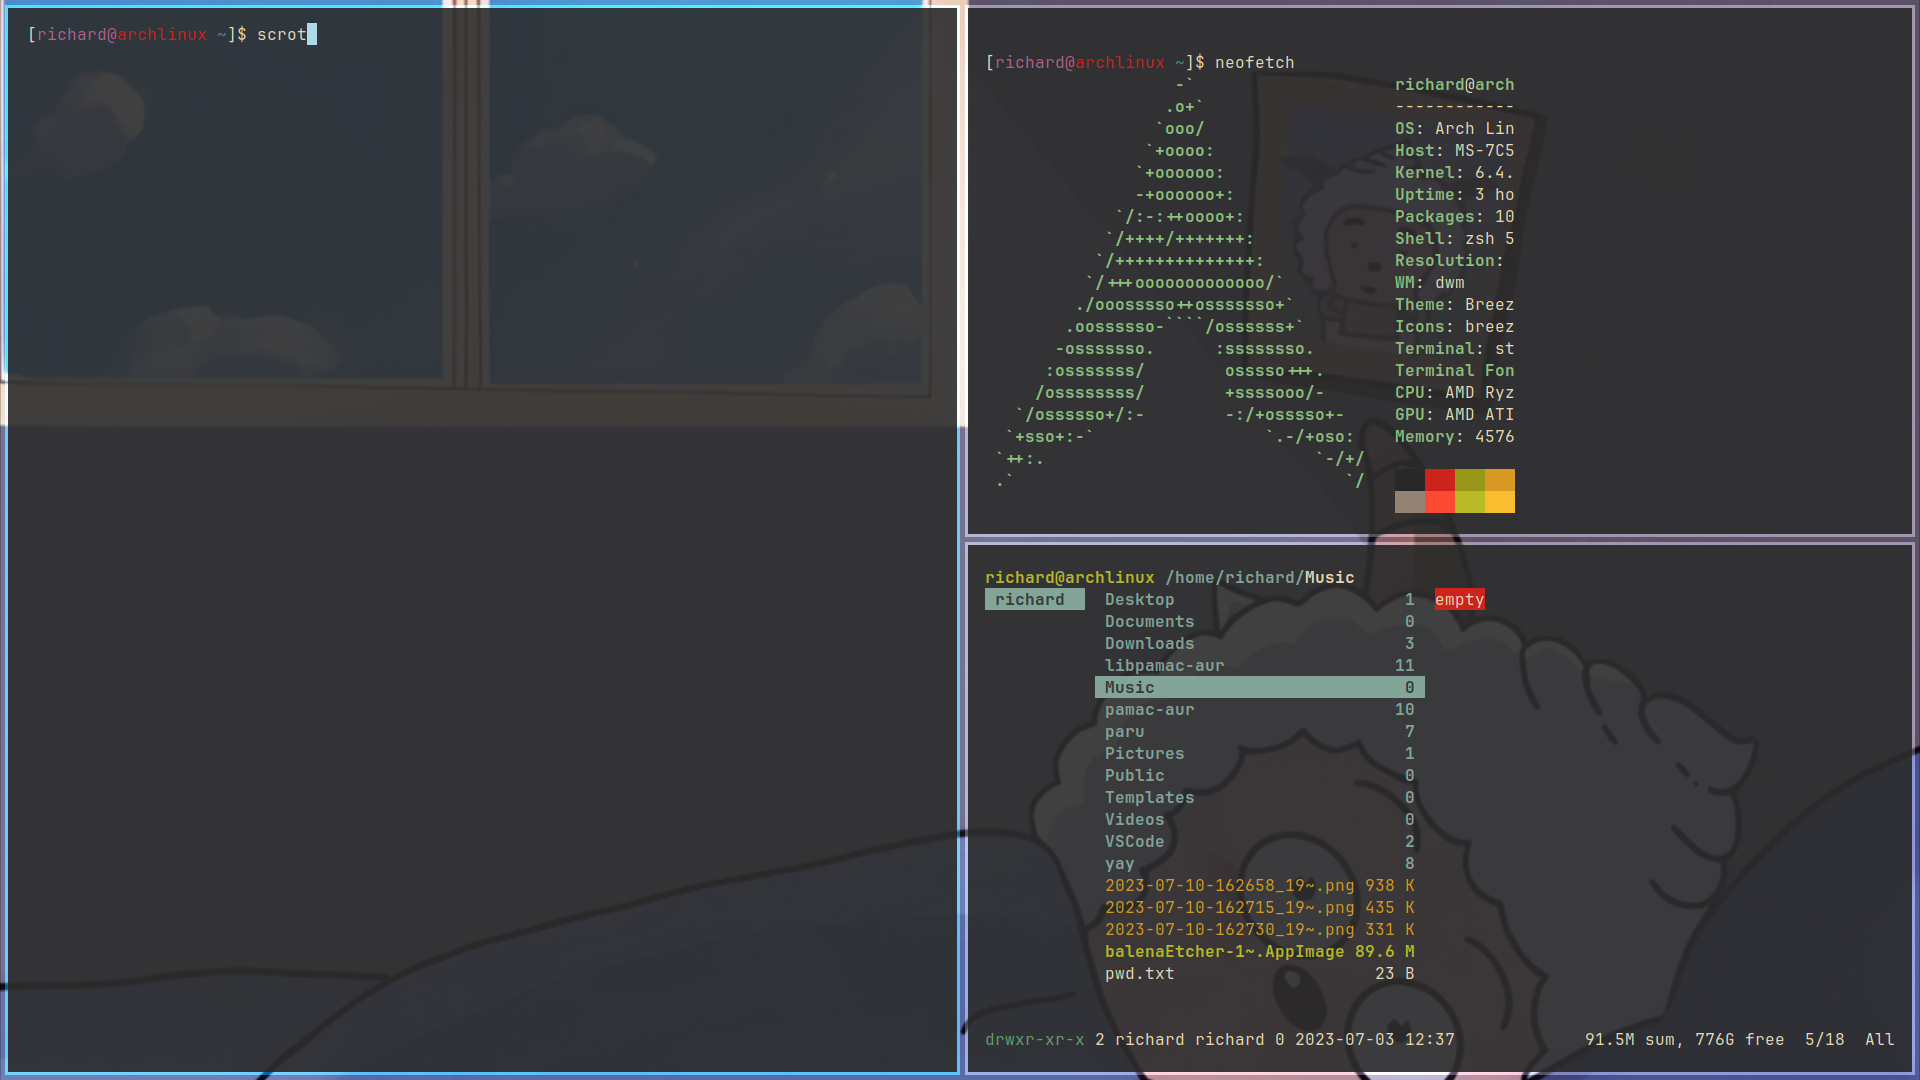 [richard@archlinux ~]$ scrot
[richard@archlinux ~]$ neofetch
                   -`
                  .o+`
                 `ooo/
                `+oooo:
               `+oooooo:
               -+oooooo+:
             `/:-:++oooo+:
            `/++++/+++++++:
           `/++++++++++++++:
          `/+++ooooooooooooo/`
         ./ooosssso++osssssso+`
        .oossssso-````/ossssss+`
       -osssssso.      :ssssssso.
      :osssssss/        osssso+++.
     /ossssssss/        +ssssooo/-
   `/ossssso+/:-        -:/+osssso+-
  `+sso+:-`                 `.-/+oso:
 `++:.                           `-/+/
 .`                                 `/
richard@arch
------------
OS: Arch Lin
Host: MS-7C5
Kernel: 6.4.
Uptime: 3 ho
Packages: 10
Shell: zsh 5
Resolution:
WM: dwm
Theme: Breez
Icons: breez
Terminal: st
Terminal Fon
CPU: AMD Ryz
GPU: AMD ATI
Memory: 4576
richard@archlinux /home/richard/Music
richard
Desktop 1
Documents 0
Downloads 3
libpamac-aur 11
Music 0
pamac-aur 10
paru 7
Pictures 1
Public 0
Templates 0
Videos 0
VSCode 2
yay 8
2023-07-10-162658_19~.png 938 K
2023-07-10-162715_19~.png 435 K
2023-07-10-162730_19~.png 331 K
balenaEtcher-1~.AppImage 89.6 M
pwd.txt 23 B
empty
drwxr-xr-x 2 richard richard 0 2023-07-03 12:37 91.5M sum, 776G free 5/18 All